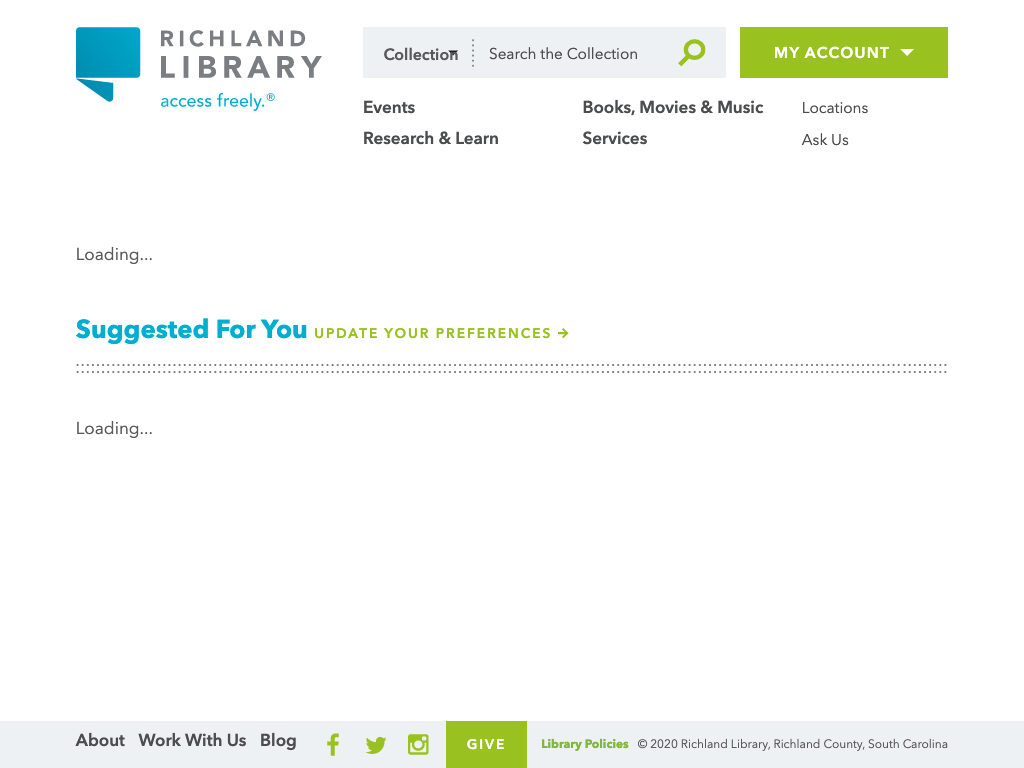 RICHLAND
LIBRARY
access freely.®
Collection
Search the Collection
MY ACCOUNT
Events
Books, Movies & Music
Locations
Research & Learn
Services
Ask Us
Loading...
Suggested For You UPDATE YOUR PREFERENCES →
Loading...
About Work With Us Blog
GIVE
Library Policies © 2020 Richland Library, Richland County, South Carolina